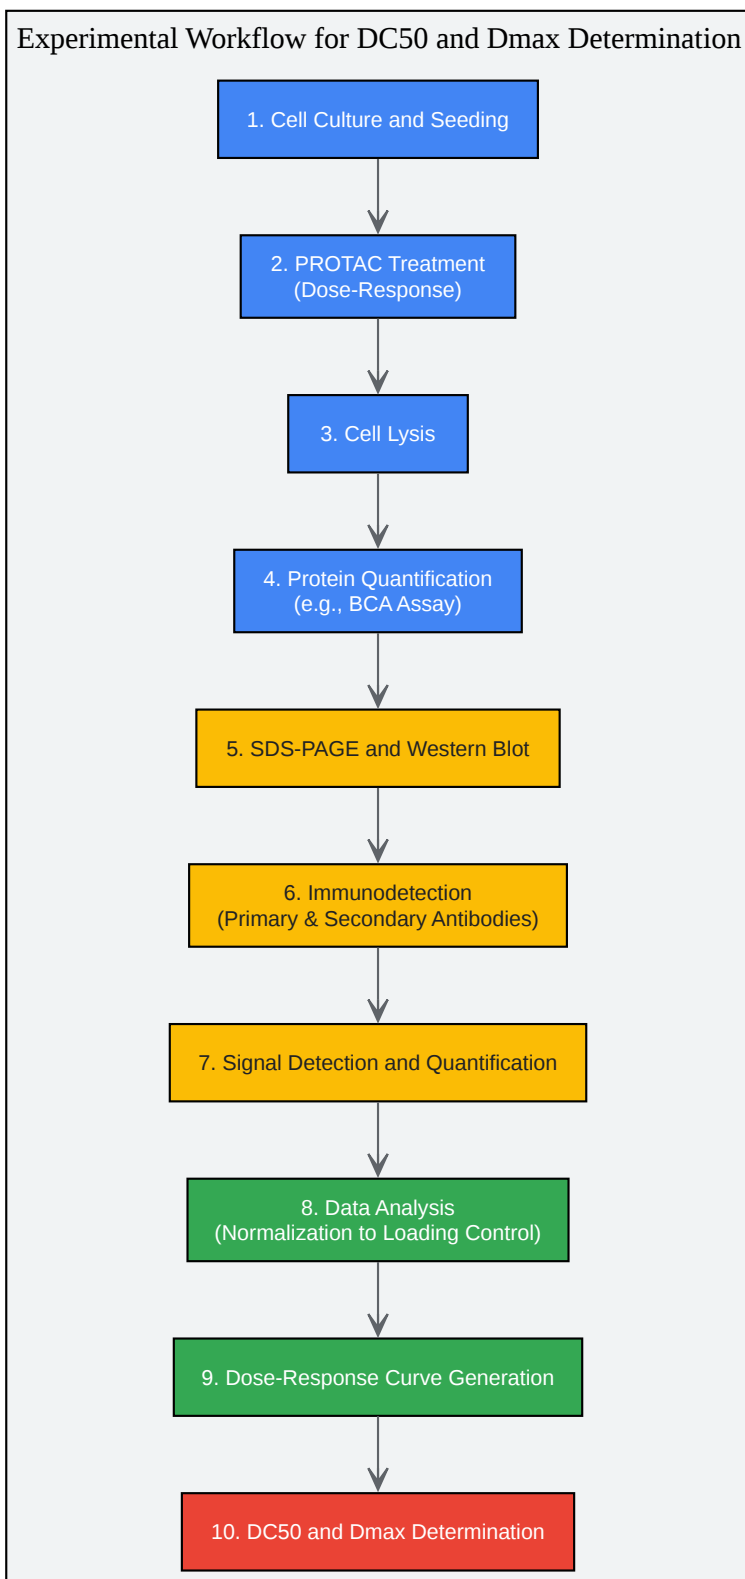 Experimental Workflow for DC50 and Dmax Determination
1. Cell Culture and Seeding
2. PROTAC Treatment
(Dose-Response)
3. Cell Lysis
4. Protein Quantification
(e.g., BCA Assay)
5. SDS-PAGE and Western Blot
6. Immunodetection
(Primary & Secondary Antibodies)
7. Signal Detection and Quantification
8. Data Analysis
(Normalization to Loading Control)
9. Dose-Response Curve Generation
10. DC50 and Dmax Determination